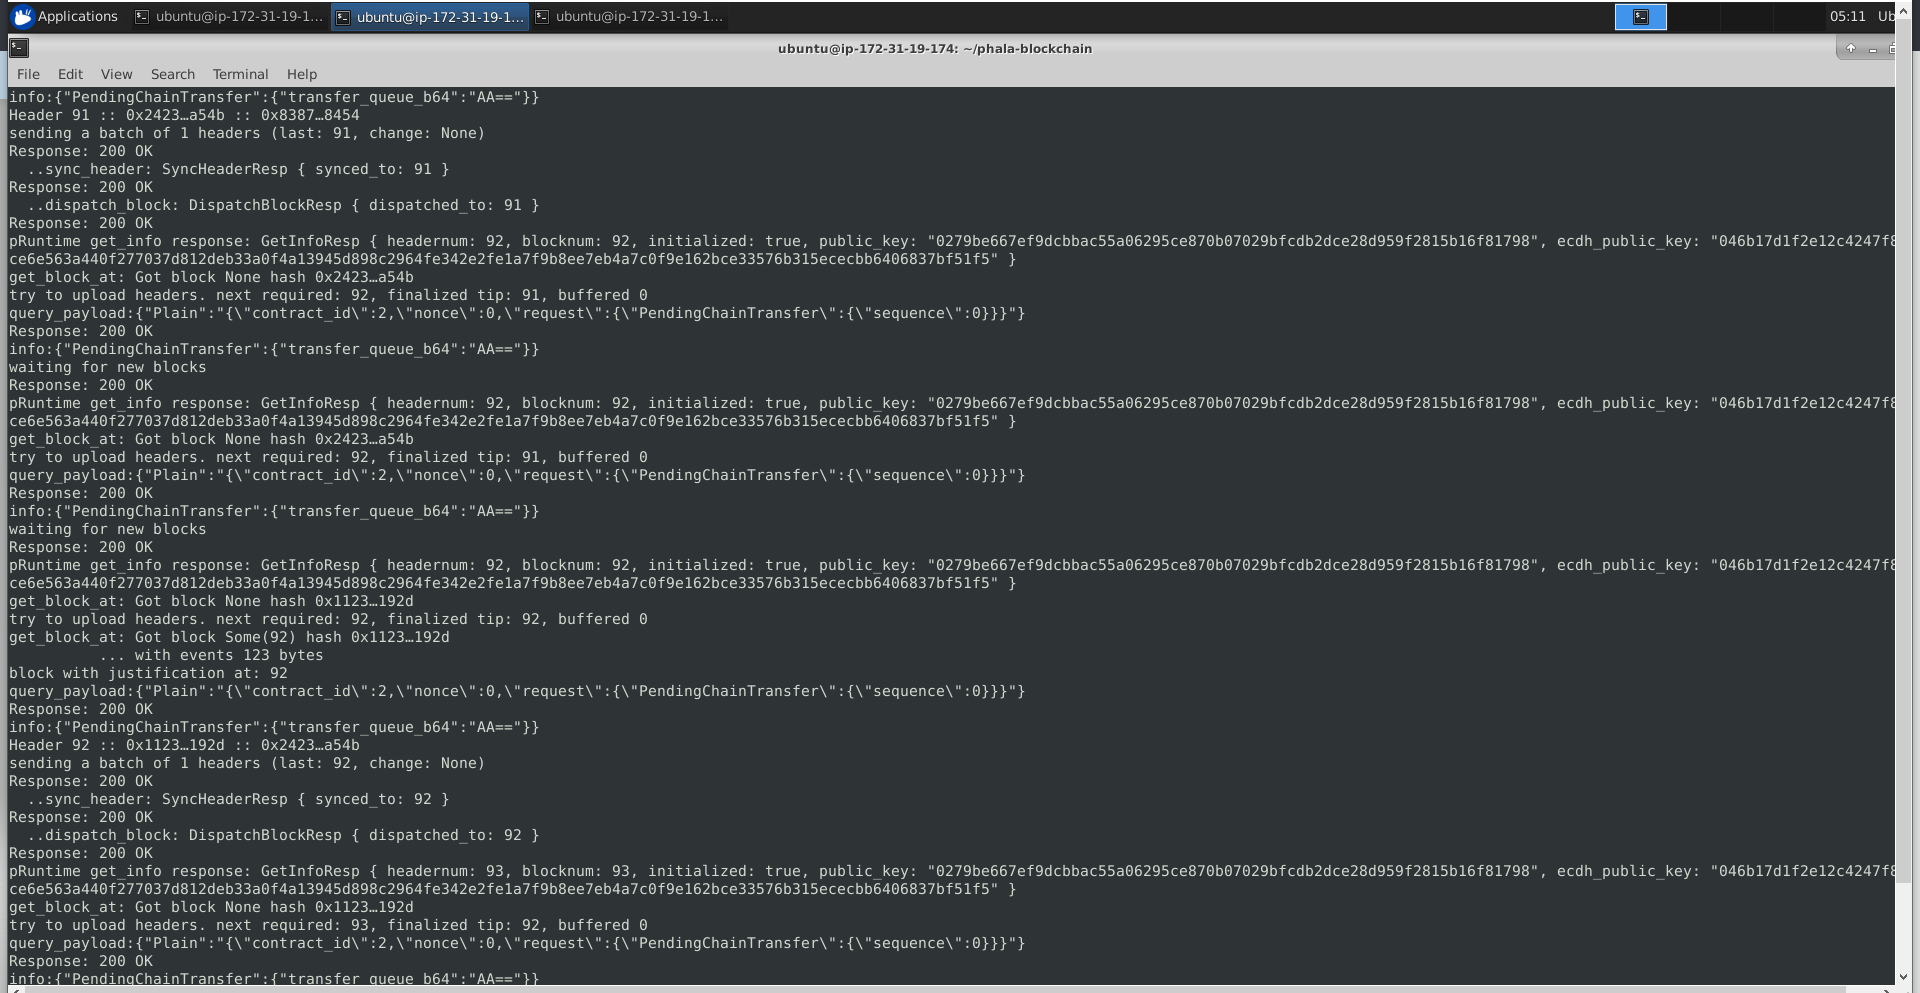 Applications ubuntu@ip-172-31-19-1... ubuntu@ip-172-31-19-1... ubuntu@ip-172-31-19-1... 05:11 Ub
ubuntu@ip-172-31-19-174: ~/phala-blockchain
File Edit View Search Terminal Help
info:{"PendingChainTransfer":{"transfer_queue_b64":"AA=="}}
Header 91 :: 0x2423…a54b :: 0x8387…8454
sending a batch of 1 headers (last: 91, change: None)
Response: 200 OK
  ..sync_header: SyncHeaderResp { synced_to: 91 }
Response: 200 OK
  ..dispatch_block: DispatchBlockResp { dispatched_to: 91 }
Response: 200 OK
pRuntime get_info response: GetInfoResp { headernum: 92, blocknum: 92, initialized: true, public_key: "0279be667ef9dcbbac55a06295ce870b07029bfcdb2dce28d959f2815b16f81798", ecdh_public_key: "046b17d1f2e12c4247f8
ce6e563a440f277037d812deb33a0f4a13945d898c2964fe342e2fe1a7f9b8ee7eb4a7c0f9e162bce33576b315ececbb6406837bf51f5" }
get_block_at: Got block None hash 0x2423…a54b
try to upload headers. next required: 92, finalized tip: 91, buffered 0
query_payload:{"Plain":"{\"contract_id\":2,\"nonce\":0,\"request\":{\"PendingChainTransfer\":{\"sequence\":0}}}"}
Response: 200 OK
info:{"PendingChainTransfer":{"transfer_queue_b64":"AA=="}}
waiting for new blocks
Response: 200 OK
pRuntime get_info response: GetInfoResp { headernum: 92, blocknum: 92, initialized: true, public_key: "0279be667ef9dcbbac55a06295ce870b07029bfcdb2dce28d959f2815b16f81798", ecdh_public_key: "046b17d1f2e12c4247f8
ce6e563a440f277037d812deb33a0f4a13945d898c2964fe342e2fe1a7f9b8ee7eb4a7c0f9e162bce33576b315ececbb6406837bf51f5" }
get_block_at: Got block None hash 0x2423…a54b
try to upload headers. next required: 92, finalized tip: 91, buffered 0
query_payload:{"Plain":"{\"contract_id\":2,\"nonce\":0,\"request\":{\"PendingChainTransfer\":{\"sequence\":0}}}"}
Response: 200 OK
info:{"PendingChainTransfer":{"transfer_queue_b64":"AA=="}}
waiting for new blocks
Response: 200 OK
pRuntime get_info response: GetInfoResp { headernum: 92, blocknum: 92, initialized: true, public_key: "0279be667ef9dcbbac55a06295ce870b07029bfcdb2dce28d959f2815b16f81798", ecdh_public_key: "046b17d1f2e12c4247f8
ce6e563a440f277037d812deb33a0f4a13945d898c2964fe342e2fe1a7f9b8ee7eb4a7c0f9e162bce33576b315ececbb6406837bf51f5" }
get_block_at: Got block None hash 0x1123…192d
try to upload headers. next required: 92, finalized tip: 92, buffered 0
get_block_at: Got block Some(92) hash 0x1123…192d
          ... with events 123 bytes
block with justification at: 92
query_payload:{"Plain":"{\"contract_id\":2,\"nonce\":0,\"request\":{\"PendingChainTransfer\":{\"sequence\":0}}}"}
Response: 200 OK
info:{"PendingChainTransfer":{"transfer_queue_b64":"AA=="}}
Header 92 :: 0x1123…192d :: 0x2423…a54b
sending a batch of 1 headers (last: 92, change: None)
Response: 200 OK
  ..sync_header: SyncHeaderResp { synced_to: 92 }
Response: 200 OK
  ..dispatch_block: DispatchBlockResp { dispatched_to: 92 }
Response: 200 OK
pRuntime get_info response: GetInfoResp { headernum: 93, blocknum: 93, initialized: true, public_key: "0279be667ef9dcbbac55a06295ce870b07029bfcdb2dce28d959f2815b16f81798", ecdh_public_key: "046b17d1f2e12c4247f8
ce6e563a440f277037d812deb33a0f4a13945d898c2964fe342e2fe1a7f9b8ee7eb4a7c0f9e162bce33576b315ececbb6406837bf51f5" }
get_block_at: Got block None hash 0x1123…192d
try to upload headers. next required: 93, finalized tip: 92, buffered 0
query_payload:{"Plain":"{\"contract_id\":2,\"nonce\":0,\"request\":{\"PendingChainTransfer\":{\"sequence\":0}}}"}
Response: 200 OK
info:{"PendingChainTransfer":{"transfer_queue_b64":"AA=="}}